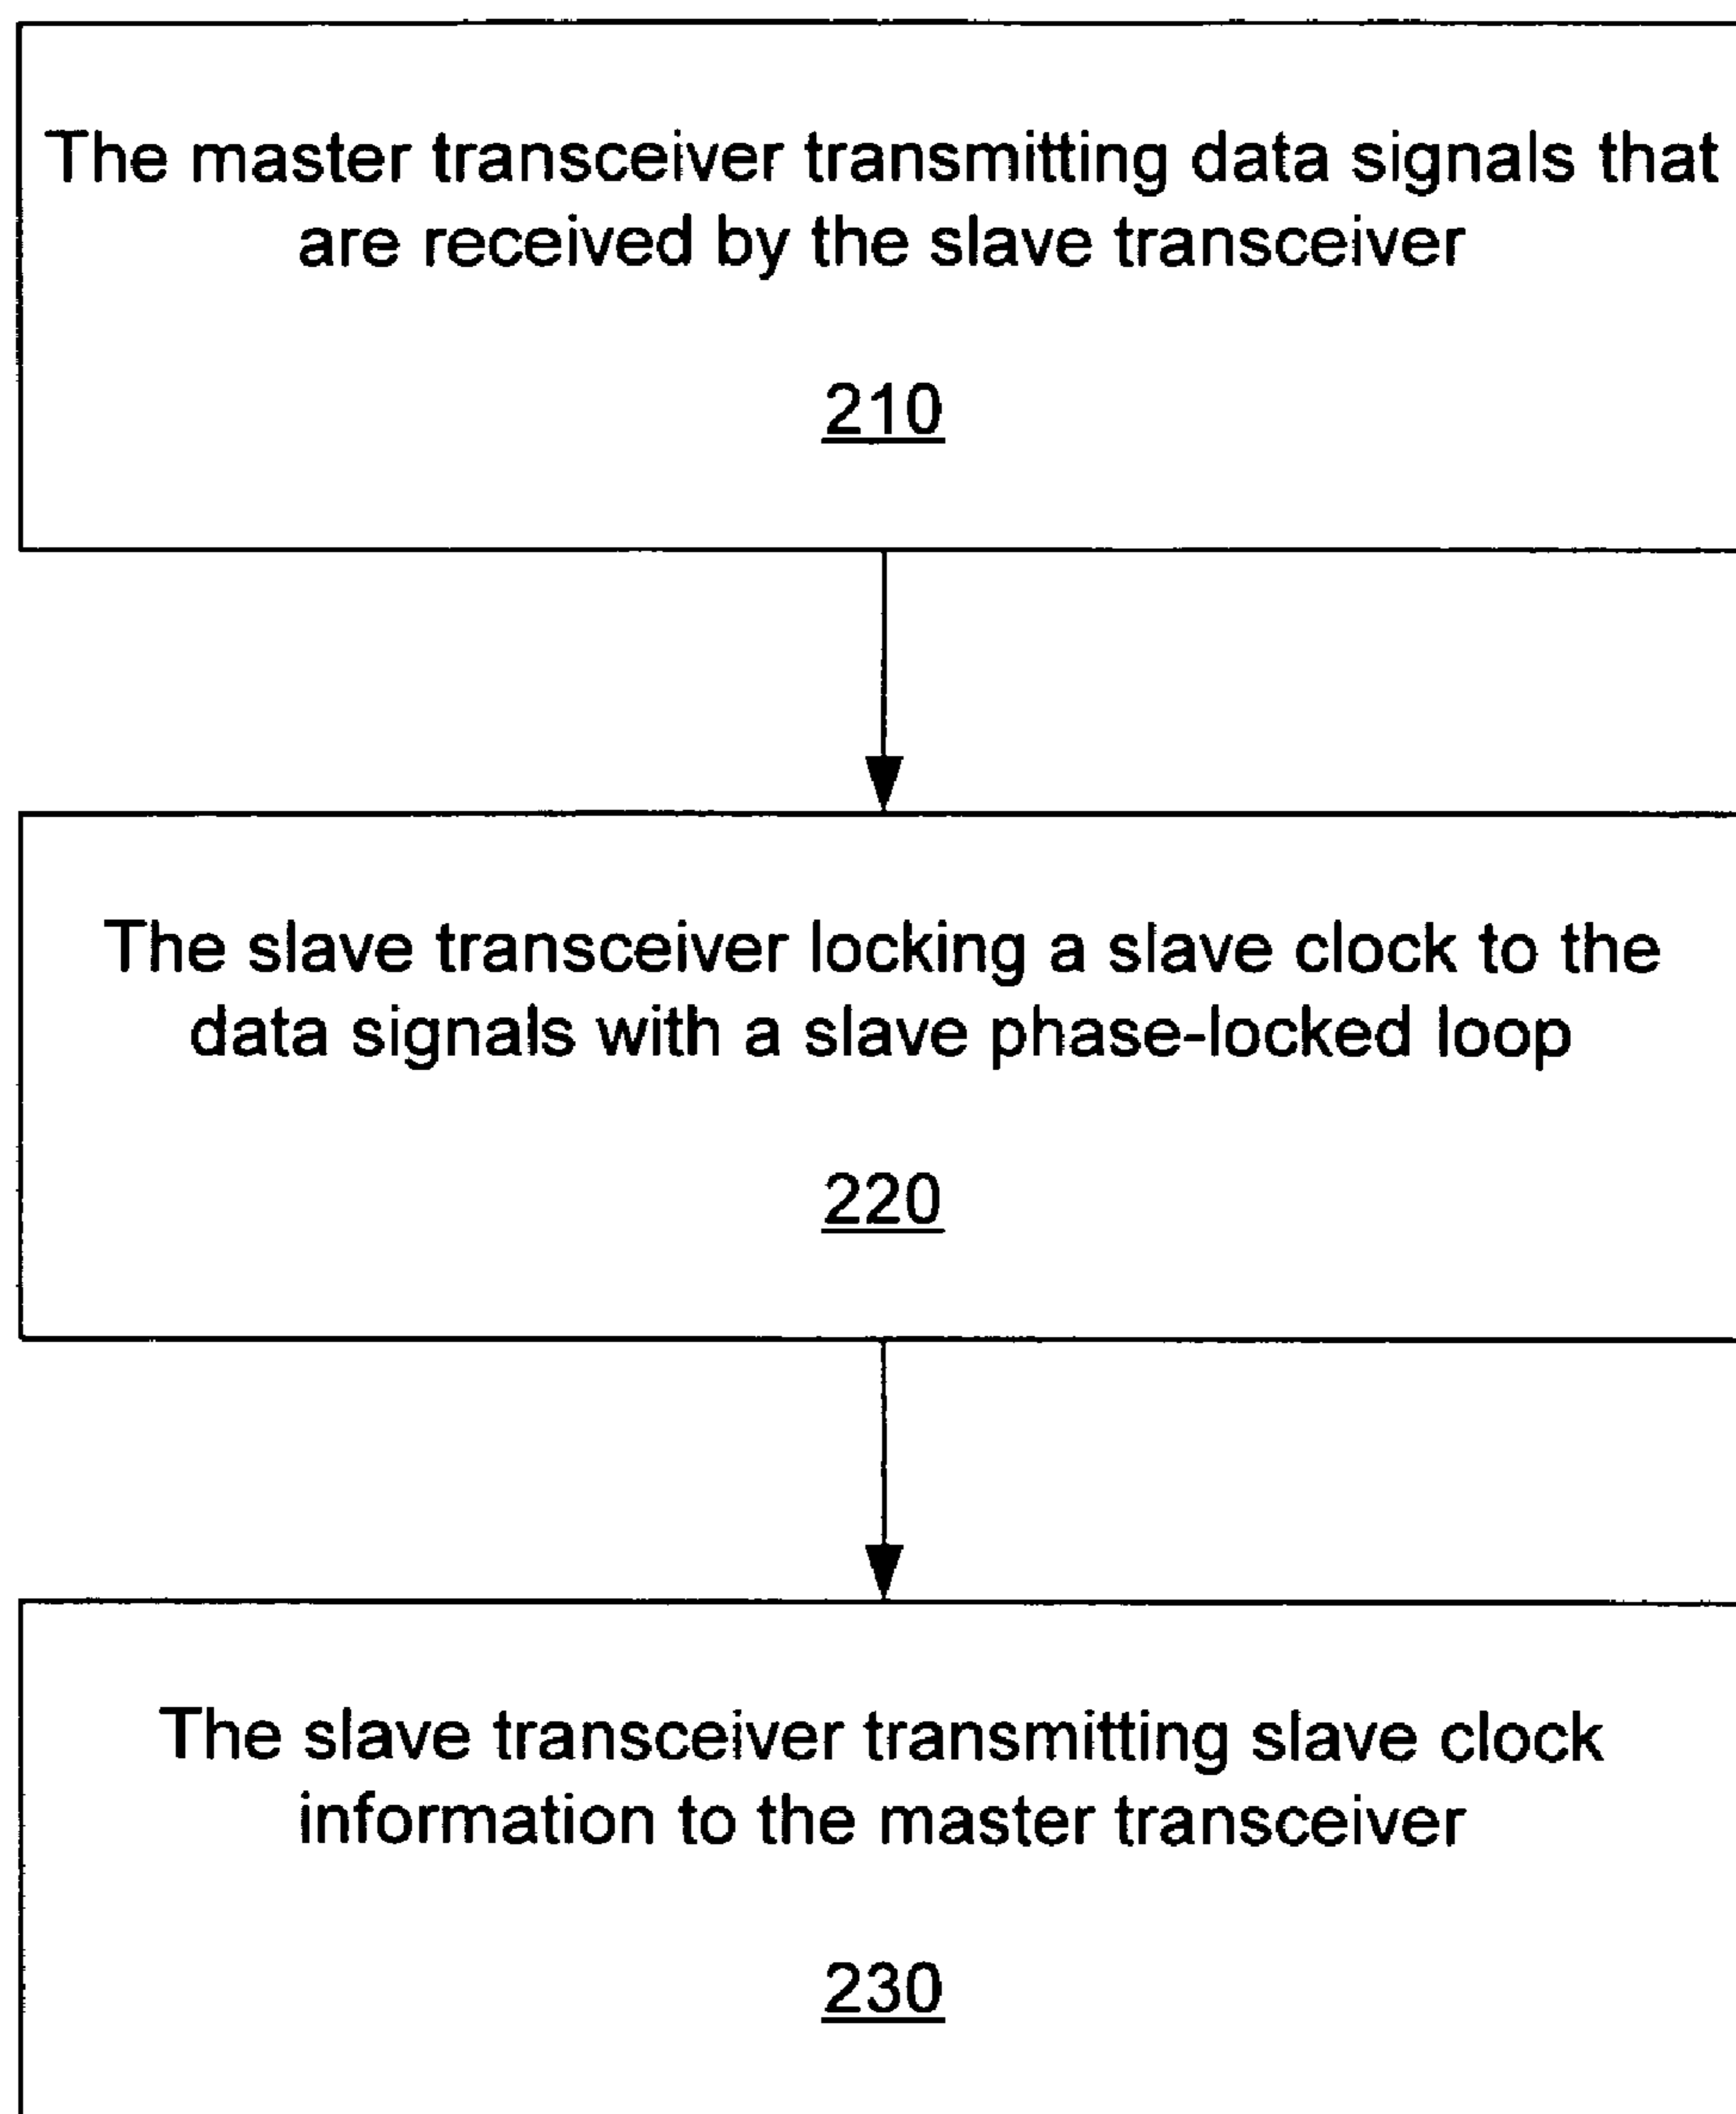 The master transceiver transmitting data signals that
are received by the slave transceiver
210
The slave transceiver locking a slave clock to the
data signals with a slave phase-locked loop
220
The slave transceiver transmitting slave clock
information to the master transceiver
230